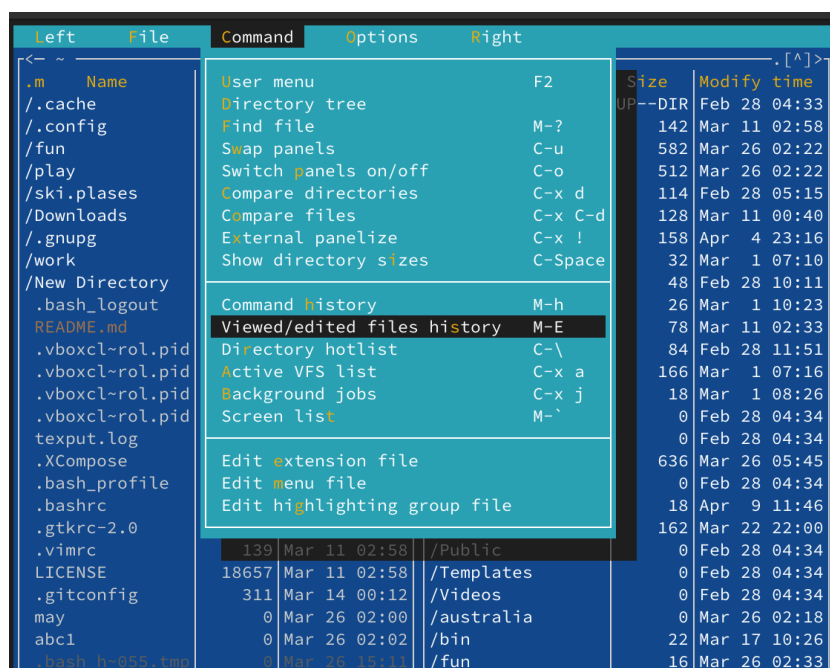 Left File Command Options Right
<— ~ .[^]>
.m Name Size Modify time
User menu F2
/.cache Directory tree UP--DIR Feb 28 04:33
/.config Find file M-? 142 Mar 11 02:58
/fun Swap panels C-u 582 Mar 26 02:22
/play Switch panels on/off C-o 512 Mar 26 02:22
/ski.plases Compare directories C-x d 114 Feb 28 05:15
/Downloads Compare files C-x C-d 128 Mar 11 00:40
/.gnupg External panelize C-x ! 158 Apr 4 23:16
/work Show directory sizes C-Space 32 Mar 1 07:10
/New Directory 48 Feb 28 10:11
.bash_logout Command history M-h 26 Mar 1 10:23
README.md Viewed/edited files history M-E 78 Mar 11 02:33
.vboxcl~rol.pid Directory hotlist C-\ 84 Feb 28 11:51
.vboxcl~rol.pid Active VFS list C-x a 166 Mar 1 07:16
.vboxcl~rol.pid Background jobs C-x j 18 Mar 1 08:26
.vboxcl~rol.pid Screen list M-` 0 Feb 28 04:34
texput.log 0 Feb 28 04:34
.XCompose Edit extension file 636 Mar 26 05:45
.bash_profile Edit menu file 0 Feb 28 04:34
.bashrc Edit highlighting group file 18 Apr 9 11:46
.gtkrc-2.0 162 Mar 22 22:00
.vimrc 139 Mar 11 02:58 /Public 0 Feb 28 04:34
LICENSE 18657 Mar 11 02:58 /Templates 0 Feb 28 04:34
.gitconfig 311 Mar 14 00:12 /Videos 0 Feb 28 04:34
may 0 Mar 26 02:00 /australia 0 Mar 26 02:18
abc1 0 Mar 26 02:02 /bin 22 Mar 17 10:26
.bash_h~055.tmp 0 Mar 26 15:11 /fun 16 Mar 26 02:33